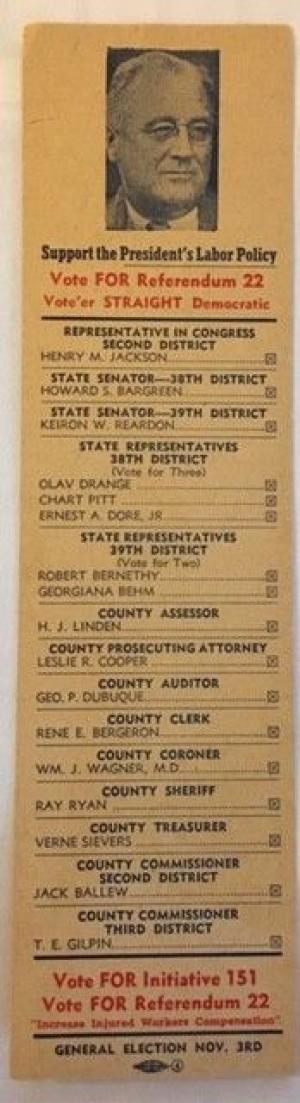 Support the President's Labor Policy
Vote FOR Referendum 22
Vote'er STRAIGHT Democratic
REPRESENTATIVE IN CONGRESS
SECOND DISTRICT
HENRY M. JACKSON
STATE SENATOR—38TH DISTRICT
HOWARD S. BARGREEN
STATE SENATOR—39TH DISTRICT
KEIRON W. REARDON
STATE REPRESENTATIVES
38TH DISTRICT
(Vote for Three)
OLAV DRANGE
CHART PITT
ERNEST A. DORE, JR
STATE REPRESENTATIVES
39TH DISTRICT
(Vote for Two)
ROBERT BERNETHY
GEORGIANA BEHM
COUNTY ASSESSOR
H. J. LINDEN
COUNTY PROSECUTING ATTORNEY
LESLIE R. COOPER
COUNTY AUDITOR
GEO. P. DUBUQUE
COUNTY CLERK
RENE E. BERGERON
COUNTY CORONER
WM. J. WAGNER, M.D.
COUNTY SHERIFF
RAY RYAN
COUNTY TREASURER
VERNE SIEVERS
COUNTY COMMISSIONER
SECOND DISTRICT
JACK BALLEW
COUNTY COMMISSIONER
THIRD DISTRICT
T. E. GILPIN
Vote FOR Initiative 151
Vote FOR Referendum 22
"Increase Injured Workers Compensation"
GENERAL ELECTION NOV. 3RD
4